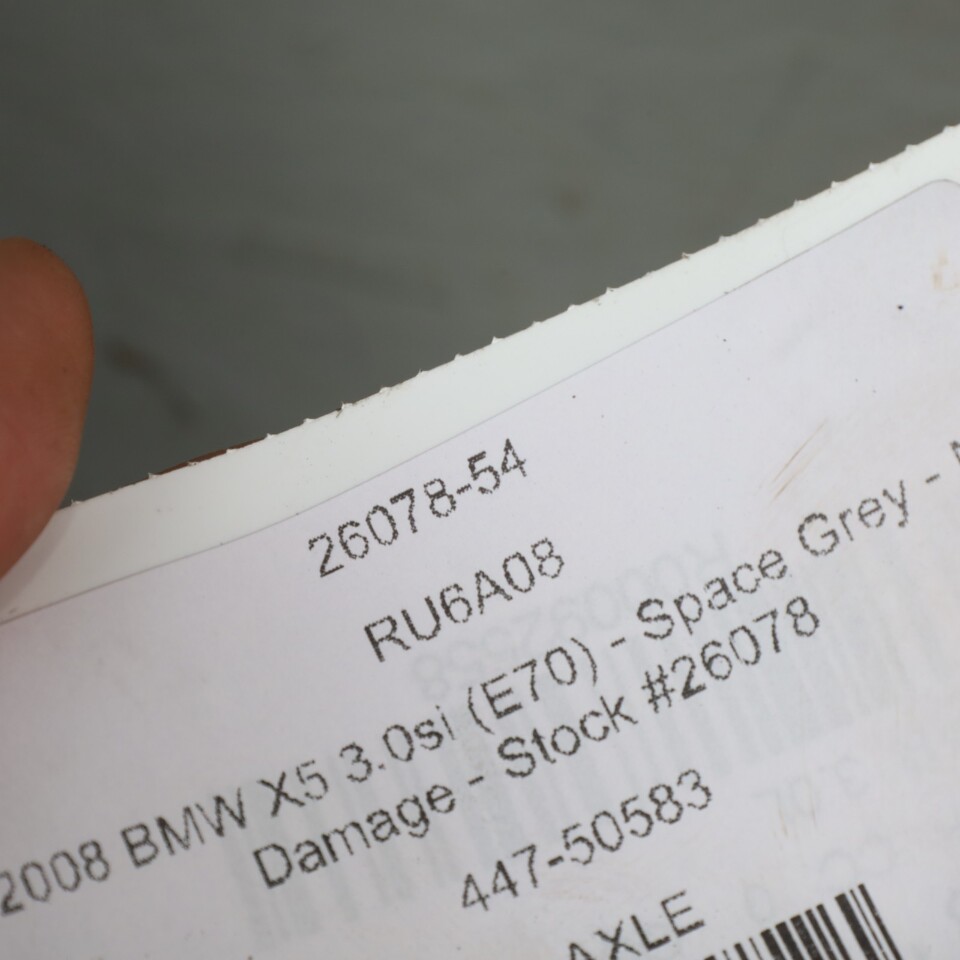 26078-54
RU6A08
2008 BMW X5 3.0si (E70) - Space Grey -
Damage - Stock #26078
447-50583
AXLE